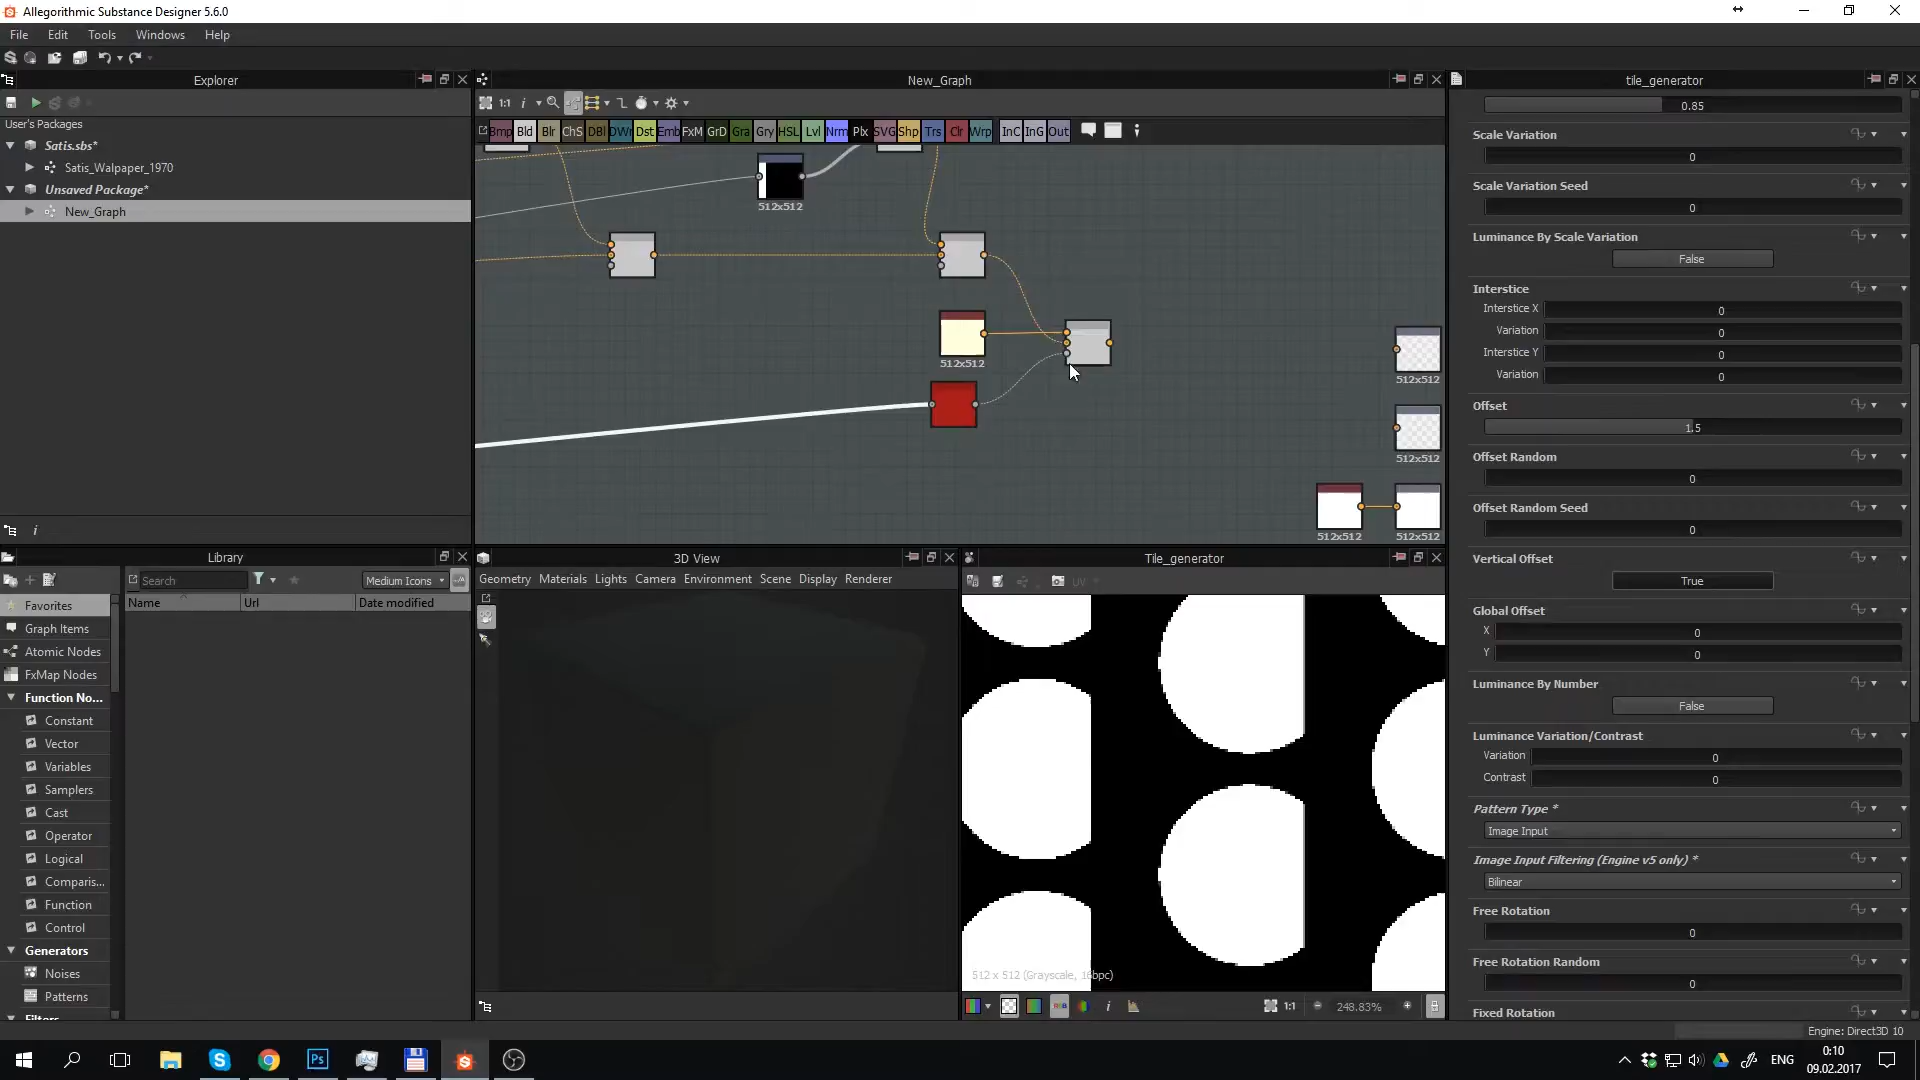 Allegorithmic Substance Designer 5.6.0
File Edit Tools Windows Help
Explorer
User's Packages
Satis.sbs*
Satis_Walpaper_1970
Unsaved Package*
New_Graph
New_Graph
1:1
Bmp Bld Blr ChS DBl DWr Dst Emb FxM GrD Gra Gry HSL Lvl Nrm Plx SVG Shp Trs Clr Wrp InC InG Out
512x512
512x512
512x512
512x512
512x512
512x512
Library
Search
Medium Icons
Name Url Date modified
Favorites
Graph Items
Atomic Nodes
FxMap Nodes
Function No...
Constant
Vector
Variables
Samplers
Cast
Operator
Logical
Comparis...
Function
Control
Generators
Noises
Patterns
Filters
3D View
Geometry Materials Lights Camera Environment Scene Display Renderer
Tile_generator
UV
512 x 512 (Grayscale, 16bpc)
1:1
248.83%
tile_generator
0.85
Scale Variation
0
Scale Variation Seed
0
Luminance By Scale Variation
False
Interstice
Interstice X 0
Variation 0
Interstice Y 0
Variation 0
Offset
1.5
Offset Random
0
Offset Random Seed
0
Vertical Offset
True
Global Offset
X 0
Y 0
Luminance By Number
False
Luminance Variation/Contrast
Variation 0
Contrast 0
Pattern Type *
Image Input
Image Input Filtering (Engine v5 only) *
Bilinear
Free Rotation
0
Free Rotation Random
0
Fixed Rotation
Engine: Direct3D 10
ENG
0:10
09.02.2017